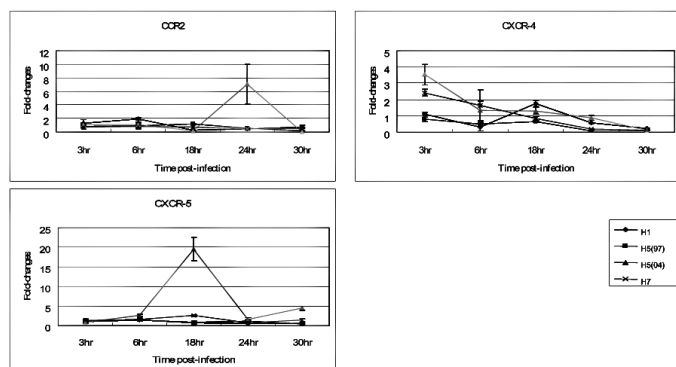 CCR2
Fold-changes
12
10
8
6
4
2
0
3hr 6hr 18hr 24hr 30hr
Time post-infection
CXCR-4
Fold-changes
5
4
3
2
1
0
3hr 6hr 18hr 24hr 30hr
Time post-infection
CXCR-5
Fold-changes
25
20
15
10
5
0
3hr 6hr 18hr 24hr 30hr
Time post-infection
H1
H5(97)
H5(04)
H7